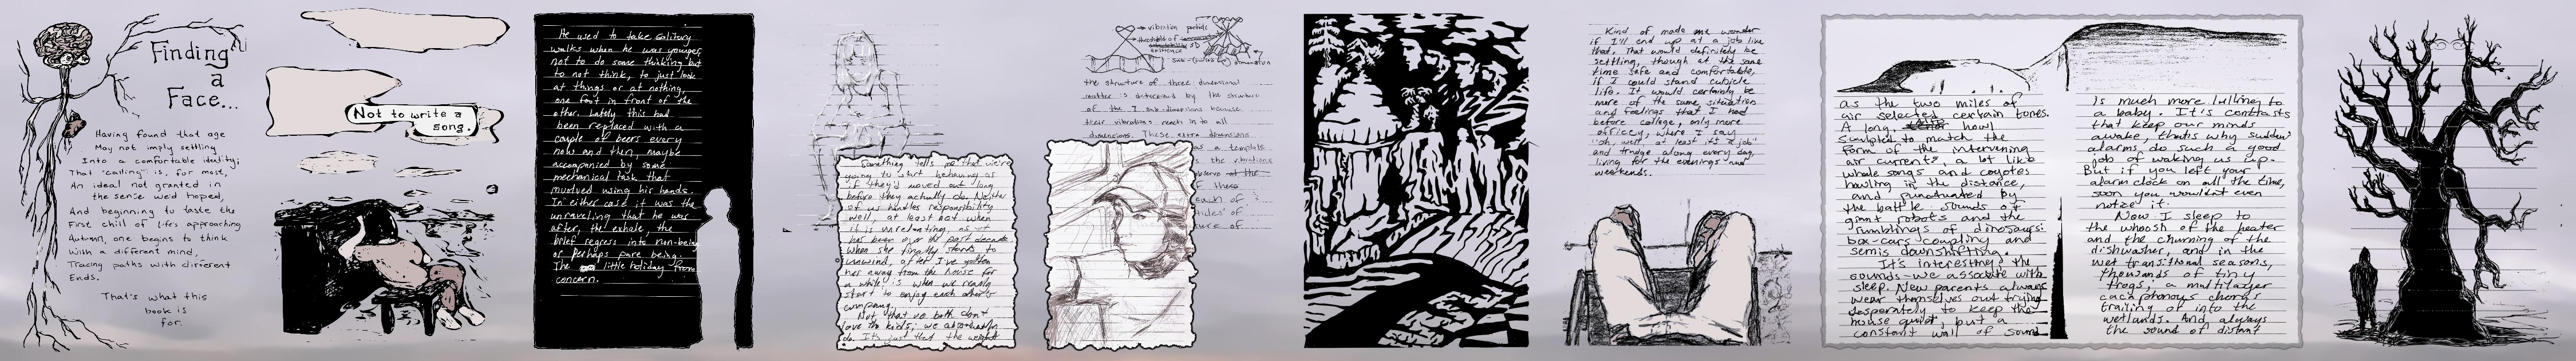 Finding
a
Face...
Having found that age
May not imply settling
Into a comfortable identity;
That "calling" is, for most,
An ideal not granted in
the sense we'd hoped,
And beginning to taste the
First chill of life's approaching
Autumn, one begins to think
With a different mind,
Tracing paths with different
Ends.
That's what this
book is
for.
Not to write a
song.
He used to take solitary
walks when he was younger,
not to do some thinking but
to not think, to just look
at things or at nothing,
one foot in front of the
other. Lately this had
been replaced with a
couple of beers every
now and then, maybe
accompanied by some
mechanical task that
involved using his hands.
In either case it was the
unraveling that he was
after, the exhale, the
brief regress into non-being
or perhaps pure being.
The little holiday from
concern.
Something tells me that we're
going to start behaving as
if they'd moved out long
before they actually do. Neither
of us handles responsibility
well, at least not when
it is unrelenting, as it
has been over the past decade
When she finally starts to
unwind, after I've gotten
her away from the house for
a while is when we really
start to enjoy each other's
company.
Not that we both don't
love the kids; we absolutely
do. It's just that the weight
vibration particle
threshold of
3D
existence
sub-
dimension
the structure of three dimensional
matter is determined by the structure
of the sub-dimensions because
their vibrations reach in to all
dimensions. These extra dimensions
as a template
the vibrations
observe at the
of these
each of
tides of
ure of
Kind of made me wonder
if I'll end up at a job like
that. That would definitely be
settling, though at the same
time safe and comfortable,
if I could stand cubicle
life. It would certainly be
more of the same situation
and feelings that I had
before college, only more
officey, where I say
"oh, well, at least it's a job"
and trudge along every day,
living for the evenings and
weekends.
as the two miles of
air selected certain tones.
A long, howl
sculpted to match the
form of the intervening
air currents, a lot like
whale songs and coyotes
howling in the distance,
and punctuated by
the battle sounds of
giant robots and the
rumblings of dinosaurs:
box-cars coupling and
semis downshifting.
It's interesting, the
sounds we associate with
sleep. New parents always
wear themselves out trying
desperately to keep the
house quiet, but a
constant wall of sound
is much more lulling to
a baby. It's contrasts
that keep our minds
awake, that's why sudden
alarms do such a good
job of waking us up.
But if you left your
alarm clock on all the time,
soon you wouldn't even
notice it.
Now I sleep to
the whoosh of the heater
and the churning of the
dishwasher, and in the
wet transitional seasons,
thousands of tiny
frogs; a multilayer
cacophonous chorus
trailing off into the
wetlands. And always
the sound of distant